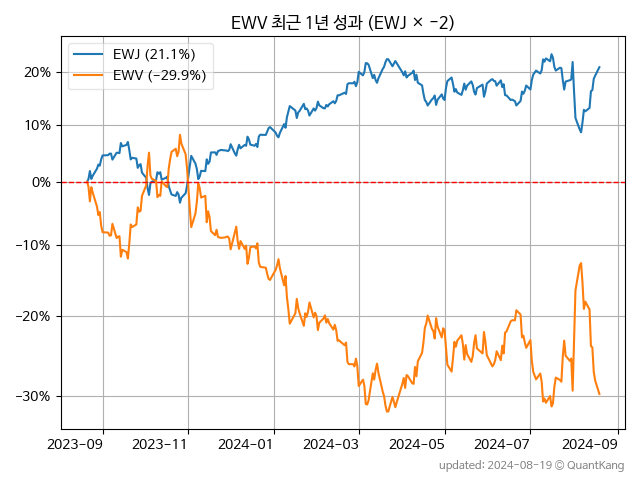 EWV 최근 1년 성과 (EWJ × −2)
EWJ (21.1%)
EWV (−29.9%)
20%
10%
0%
−10%
−20%
−30%
2023−09 2023−11 2024−01 2024−03 2024−05 2024−07 2024−09
updated: 2024−08−19 © QuantKang